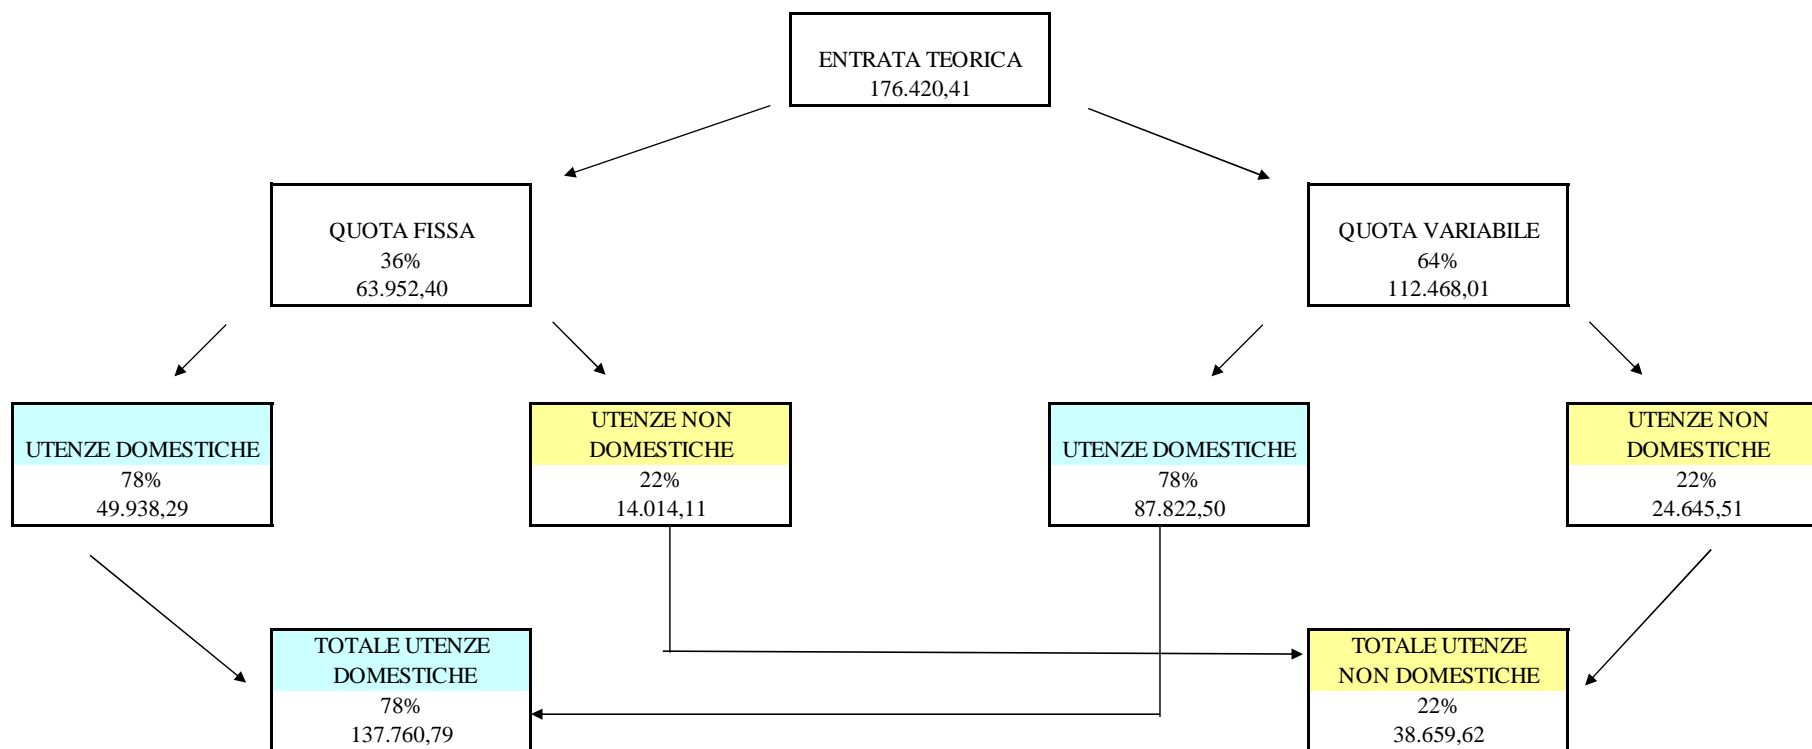 ENTRATA TEORICA
176.420,41
QUOTA FISSA
36%
63.952,40
QUOTA VARIABILE
64%
112.468,01
UTENZE DOMESTICHE
78%
49.938,29
UTENZE NON
DOMESTICHE
22%
14.014,11
UTENZE DOMESTICHE
78%
87.822,50
UTENZE NON
DOMESTICHE
22%
24.645,51
TOTALE UTENZE
DOMESTICHE
78%
137.760,79
TOTALE UTENZE
NON DOMESTICHE
22%
38.659,62